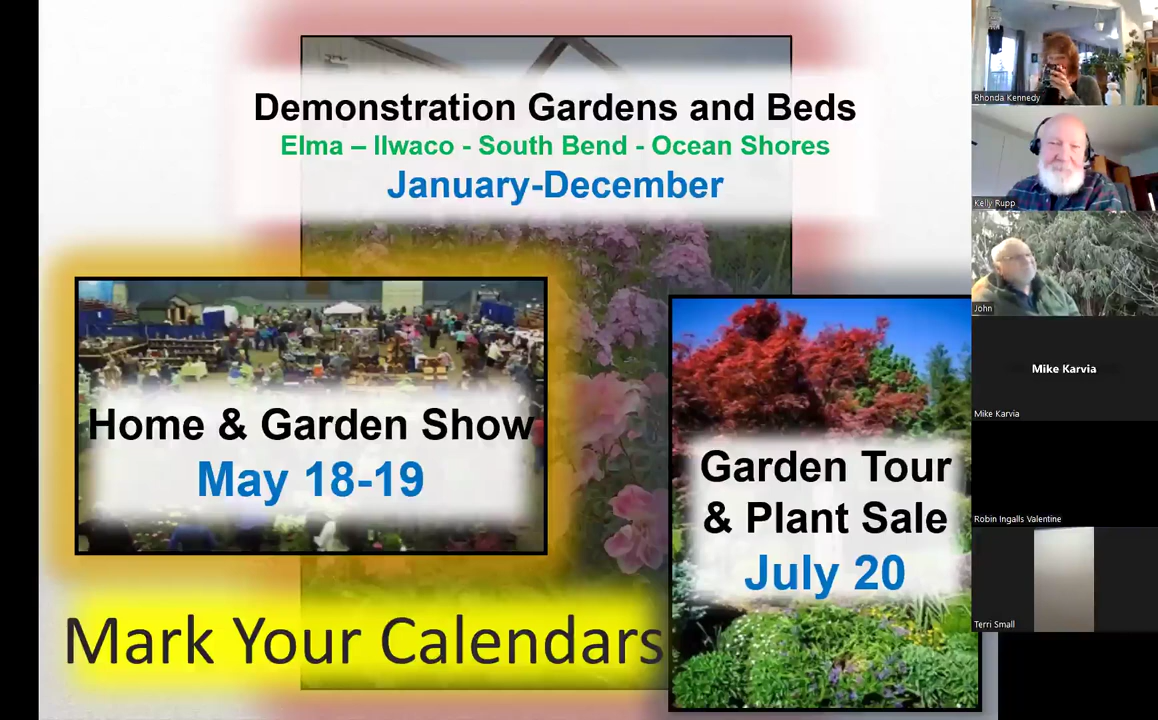 Demonstration Gardens and Beds
Elma – Ilwaco - South Bend - Ocean Shores
January-December
Home & Garden Show
May 18-19
Garden Tour
& Plant Sale
July 20
Mark Your Calendars
Rhonda Kennedy
Kelly Rupp
John
Mike Karvia
Mike Karvia
Robin Ingalls Valentine
Terri Small